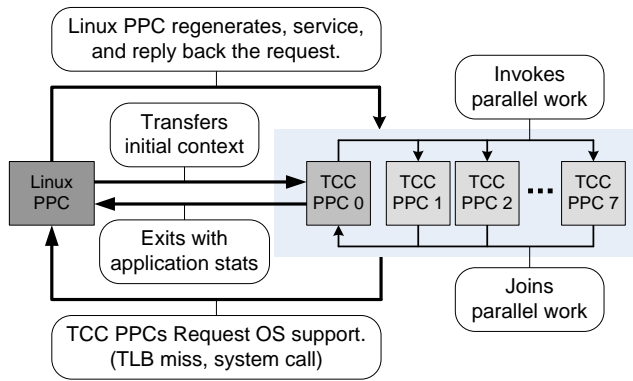 Linux PPC regenerates, service,
and reply back the request.
Invokes
parallel work
Transfers
initial context
Linux
PPC
TCC
PPC 0
TCC
PPC 1
TCC
PPC 2
TCC
PPC 7
Exits with
application stats
Joins
parallel work
TCC PPCs Request OS support.
(TLB miss, system call)